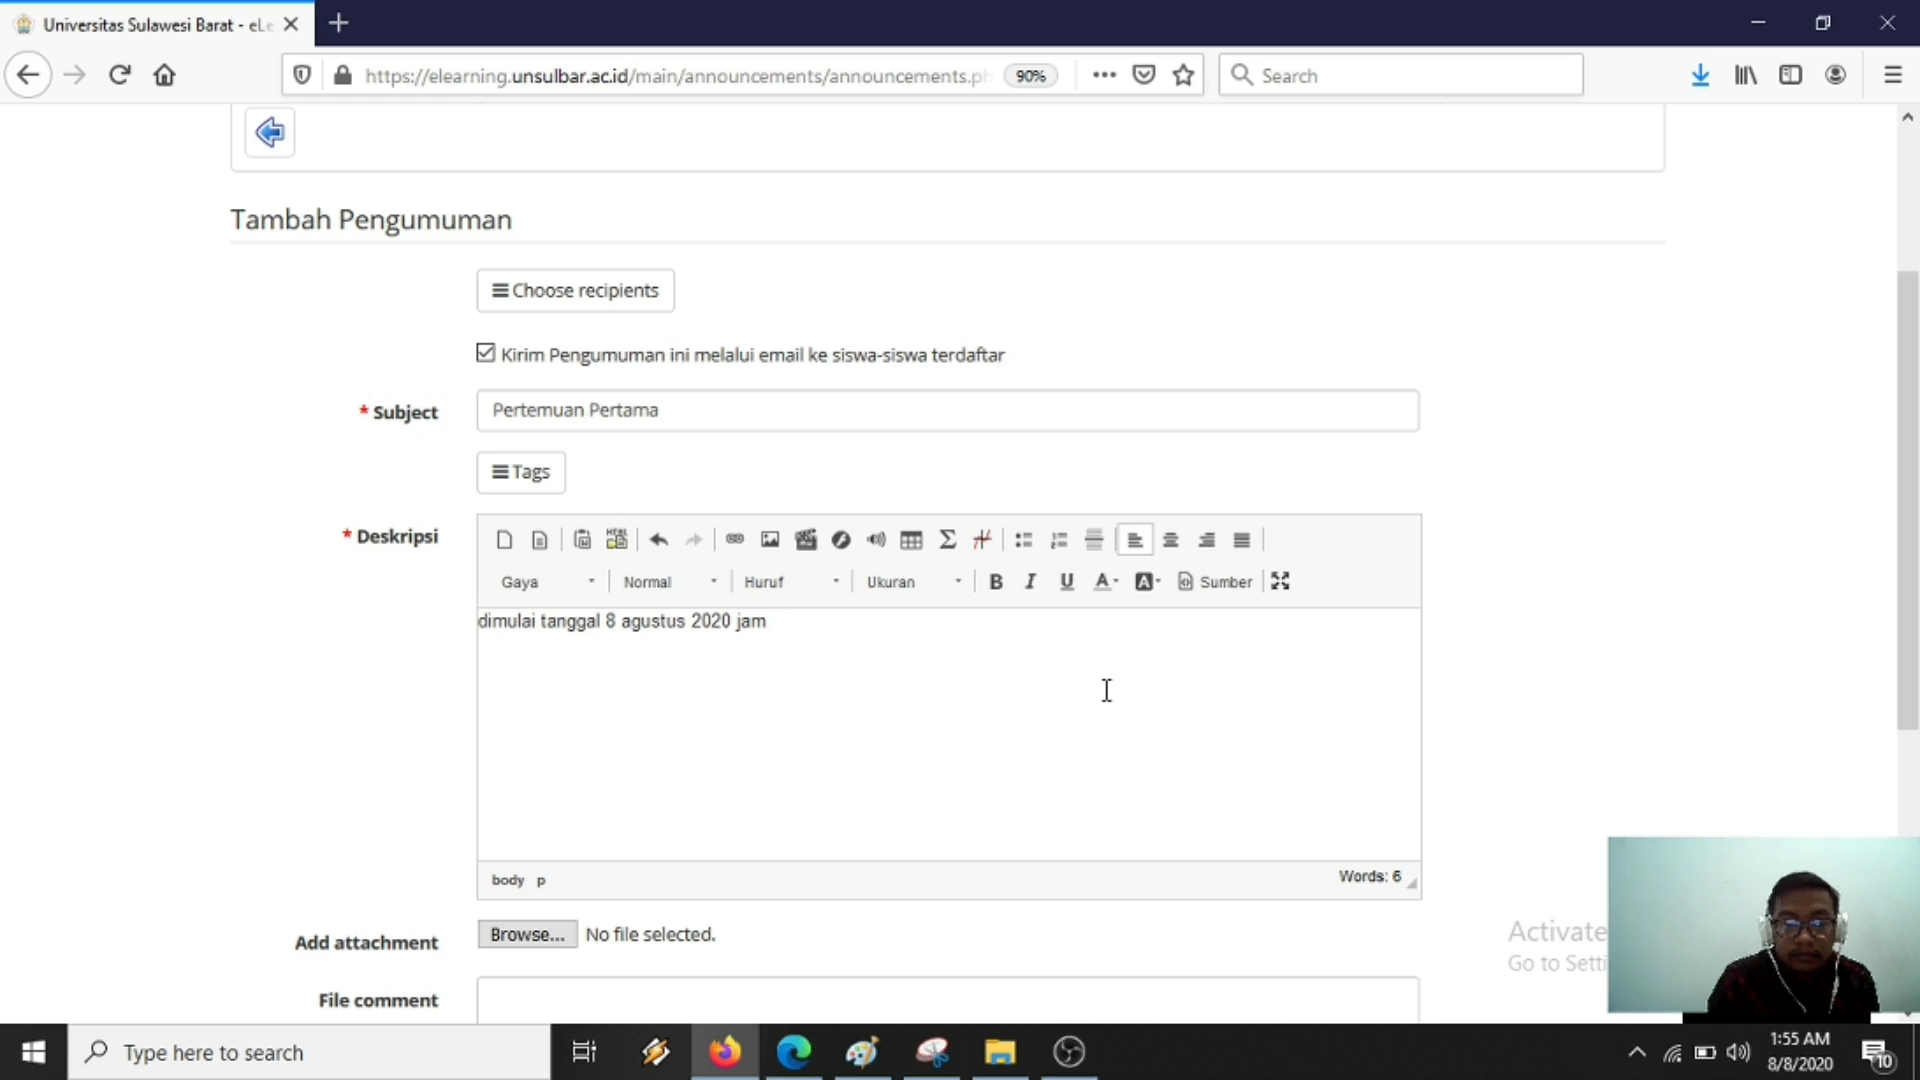 Universitas Sulawesi Barat - eLe
https://elearning.unsulbar.ac.id/main/announcements/announcements.ph
90%
Search
Tambah Pengumuman
Choose recipients
Kirim Pengumuman ini melalui email ke siswa-siswa terdaftar
* Subject
Pertemuan Pertama
Tags
* Deskripsi
Gaya Normal Huruf Ukuran B I U A A Sumber
dimulai tanggal 8 agustus 2020 jam
body p
Words: 6
Add attachment
Browse... No file selected.
File comment
Activate
Go to Setti
Type here to search
1:55 AM
8/8/2020
10